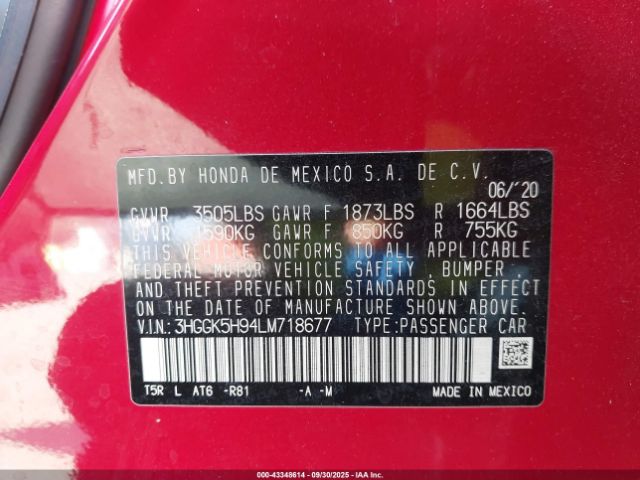 MFD.BY HONDA DE MEXICO S.A. DE C.V.
06/'20
GVWR 3505LBS GAWR F 1873LBS R 1664LBS
GVWR 1590KG GAWR F 850KG R 755KG
THIS VEHICLE CONFORMS TO ALL APPLICABLE
FEDERAL MOTOR VEHICLE SAFETY, BUMPER,
AND THEFT PREVENTION STANDARDS IN EFFECT
ON THE DATE OF MANUFACTURE SHOWN ABOVE.
V.I.N: 3HGGK5H94LM718677 TYPE:PASSENGER CAR
T5R L AT6 -R81 -A -M MADE IN MEXICO
000-43348614 - 09/30/2025 - IAAI.COM